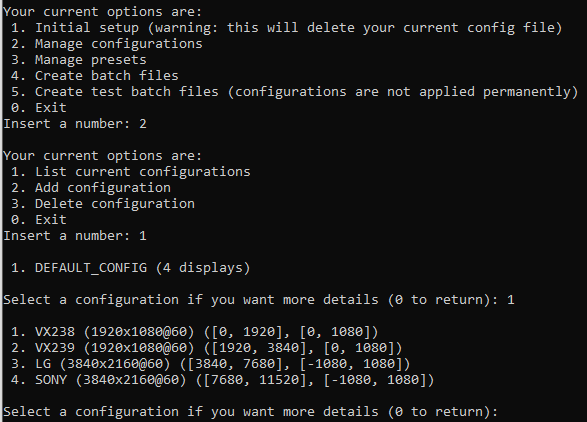 Your current options are:
1. Initial setup (warning: this will delete your current config file)
2. Manage configurations
3. Manage presets
4. Create batch files
5. Create test batch files (configurations are not applied permanently)
0. Exit
Insert a number: 2
Your current options are:
1. List current configurations
2. Add configuration
3. Delete configuration
0. Exit
Insert a number: 1
1. DEFAULT_CONFIG (4 displays)
Select a configuration if you want more details (0 to return): 1
1. VX238 (1920x1080@60) ([0, 1920], [0, 1080])
2. VX239 (1920x1080@60) ([1920, 3840], [0, 1080])
3. LG (3840x2160@60) ([3840, 7680], [-1080, 1080])
4. SONY (3840x2160@60) ([7680, 11520], [-1080, 1080])
Select a configuration if you want more details (0 to return):